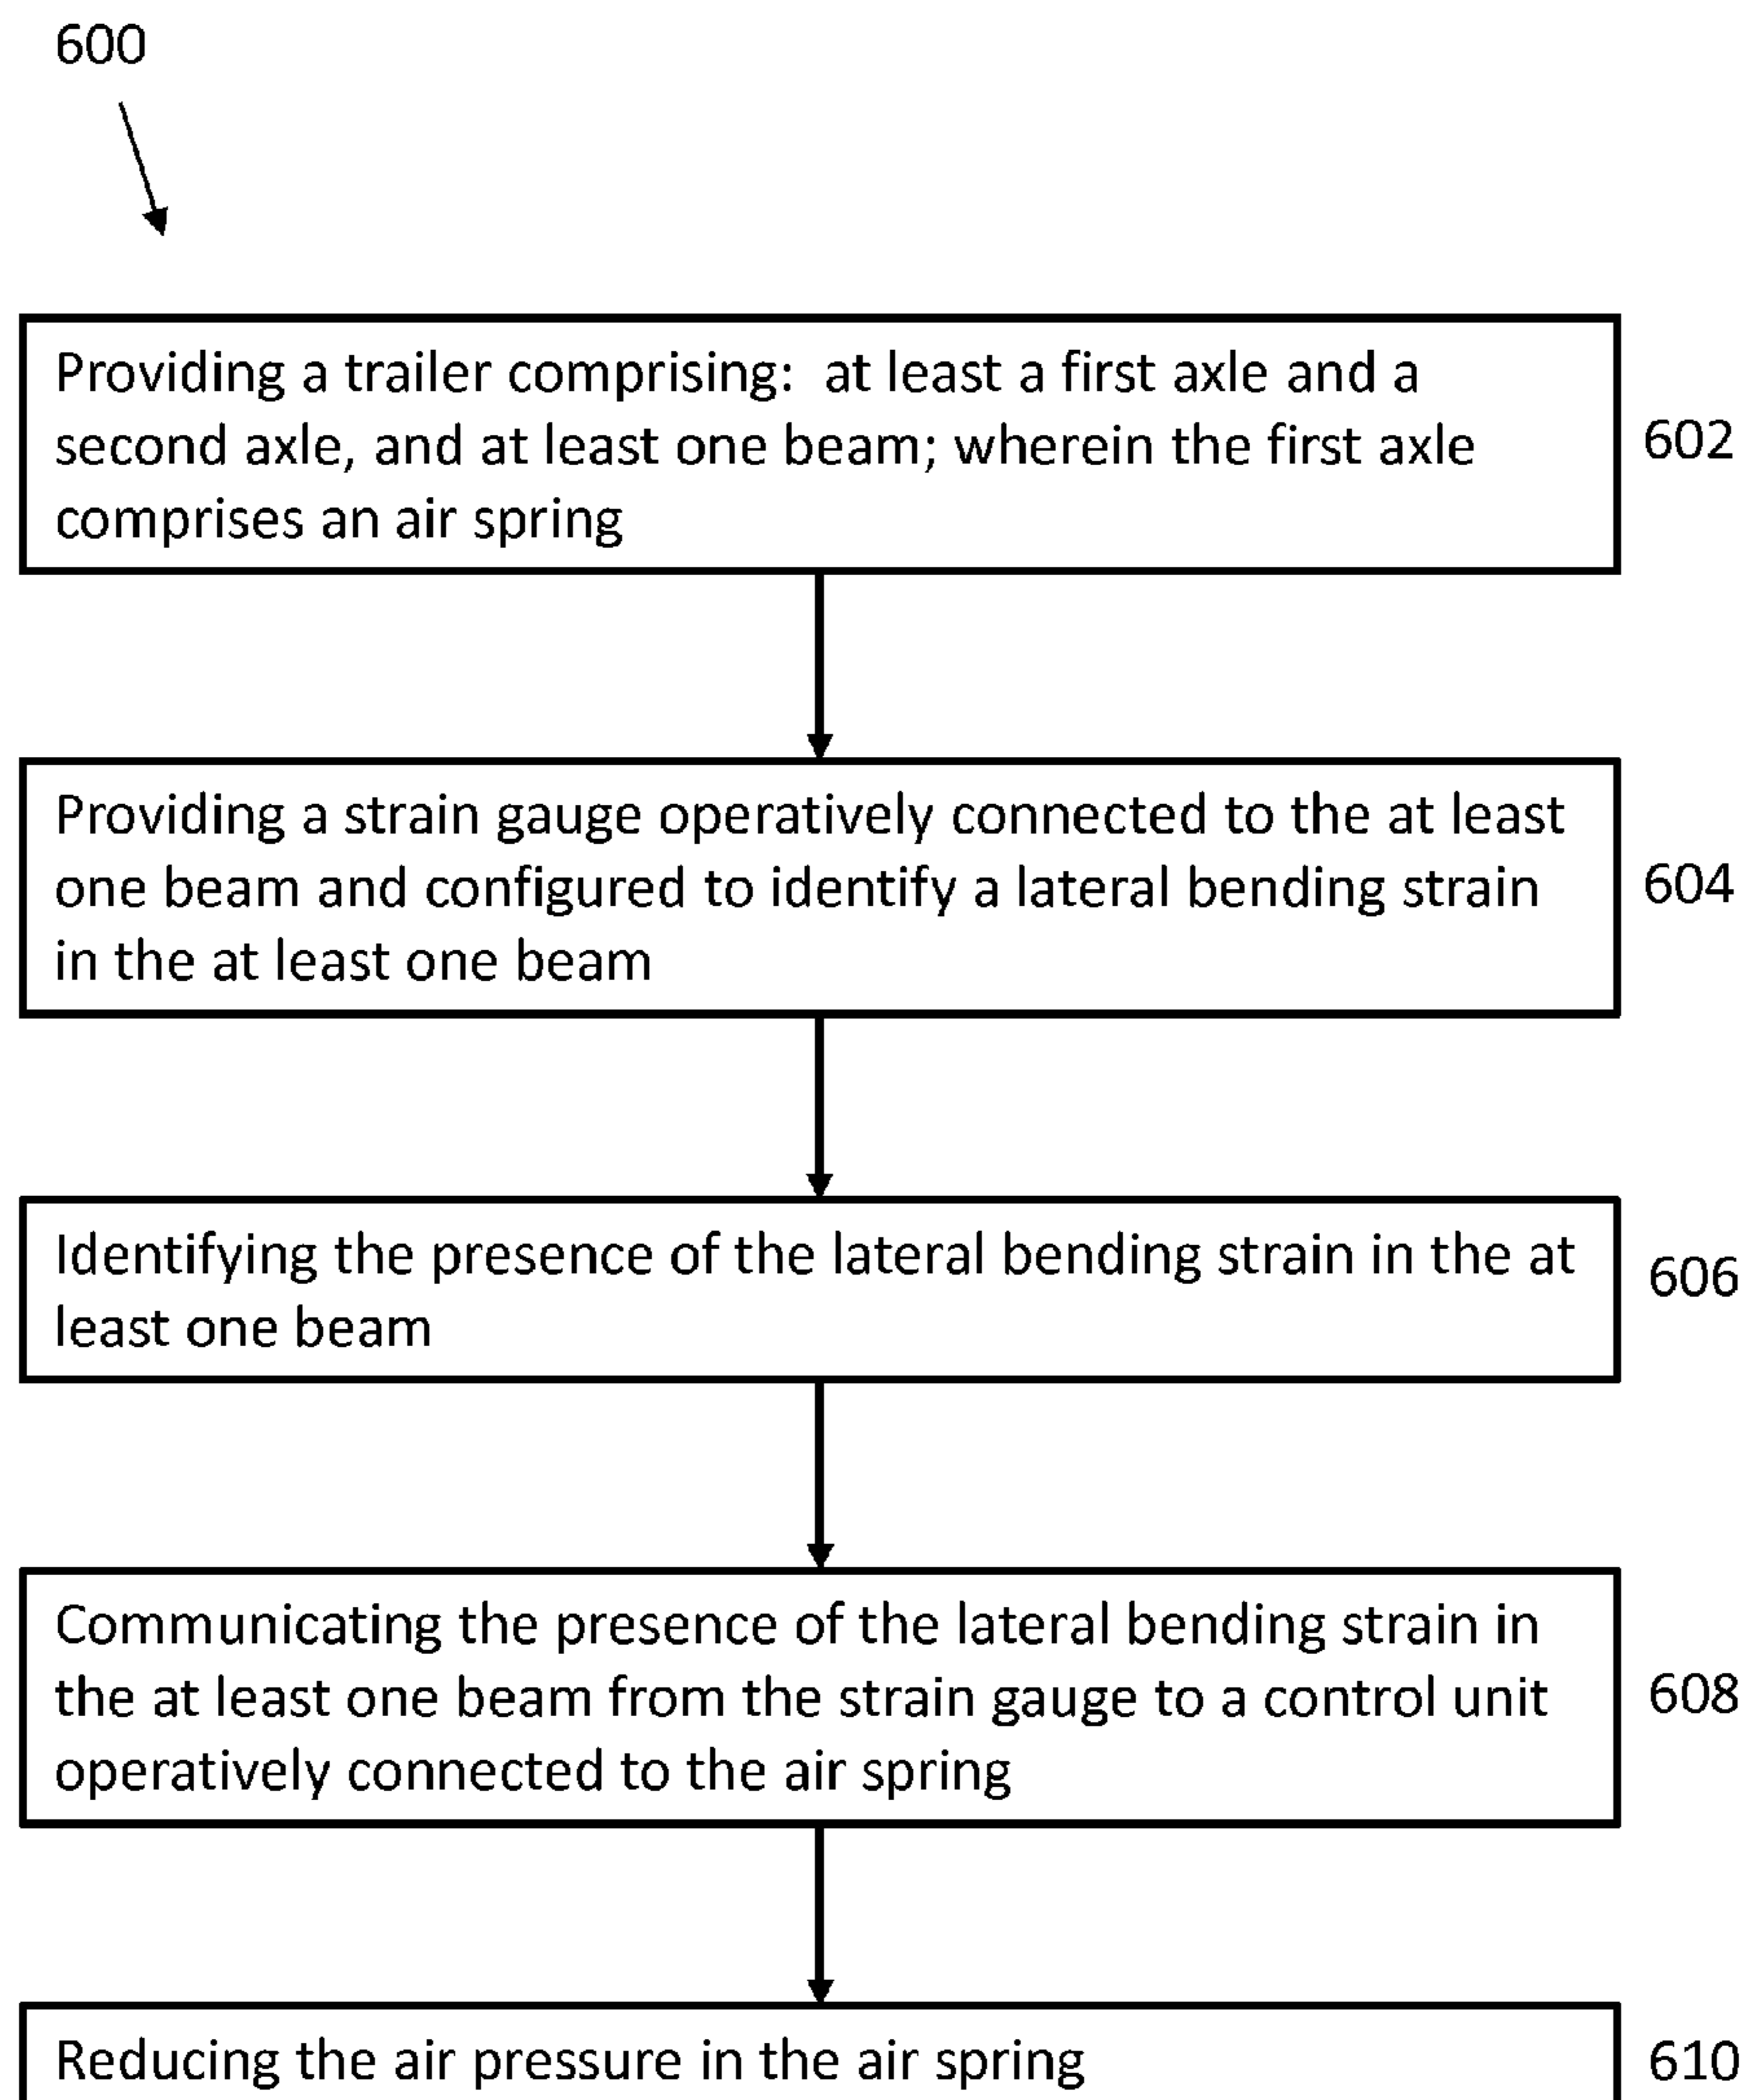 600
Providing a trailer comprising: at least a first axle and a
second axle, and at least one beam; wherein the first axle
comprises an air spring
602
Providing a strain gauge operatively connected to the at least
one beam and configured to identify a lateral bending strain
in the at least one beam
604
Identifying the presence of the lateral bending strain in the at
least one beam
606
Communicating the presence of the lateral bending strain in
the at least one beam from the strain gauge to a control unit
operatively connected to the air spring
608
Reducing the air pressure in the air spring
610